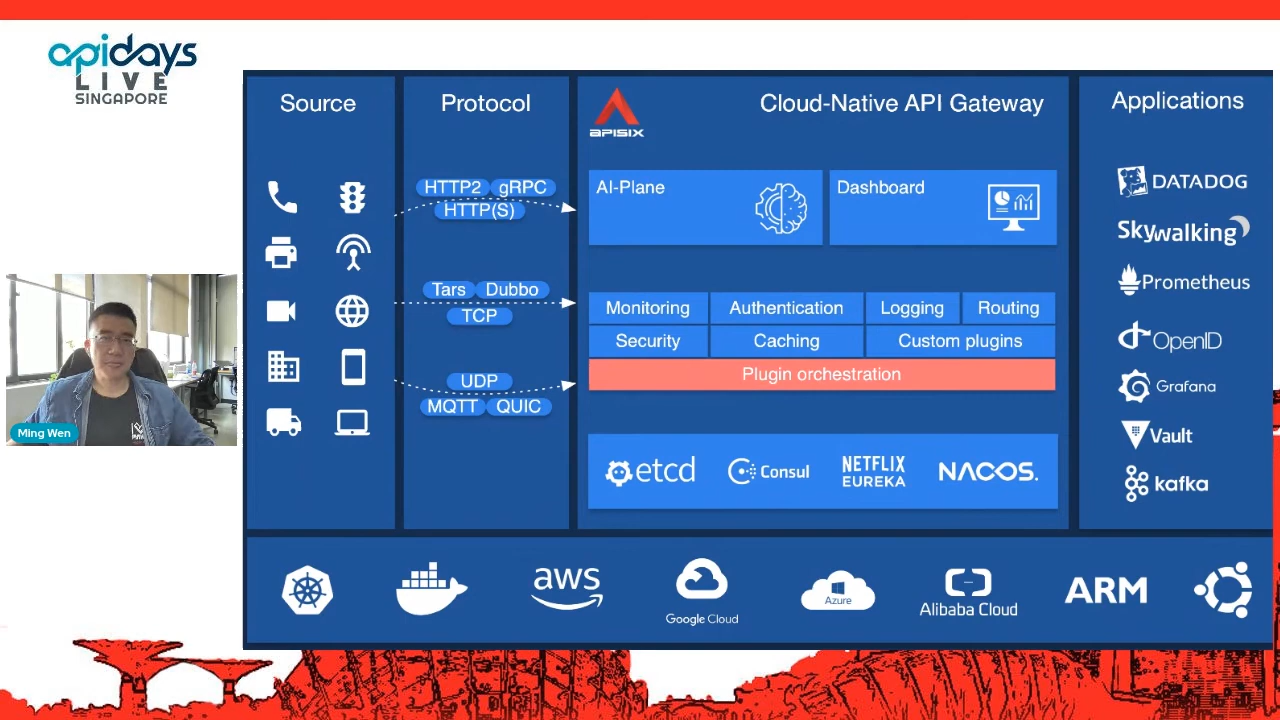 apidays
LIVE
SINGAPORE
Source
Protocol
APISIX
Cloud-Native API Gateway
Applications
HTTP2 gRPC
HTTP(S)
Tars Dubbo
TCP
UDP
MQTT QUIC
AI-Plane
Dashboard
Monitoring Authentication Logging Routing
Security Caching Custom plugins
Plugin orchestration
etcd Consul NETFLIX EUREKA NACOS.
DATADOG
Skywalking
Prometheus
OpenID
Grafana
Vault
kafka
Ming Wen
aws
Google Cloud
Azure
Alibaba Cloud
ARM